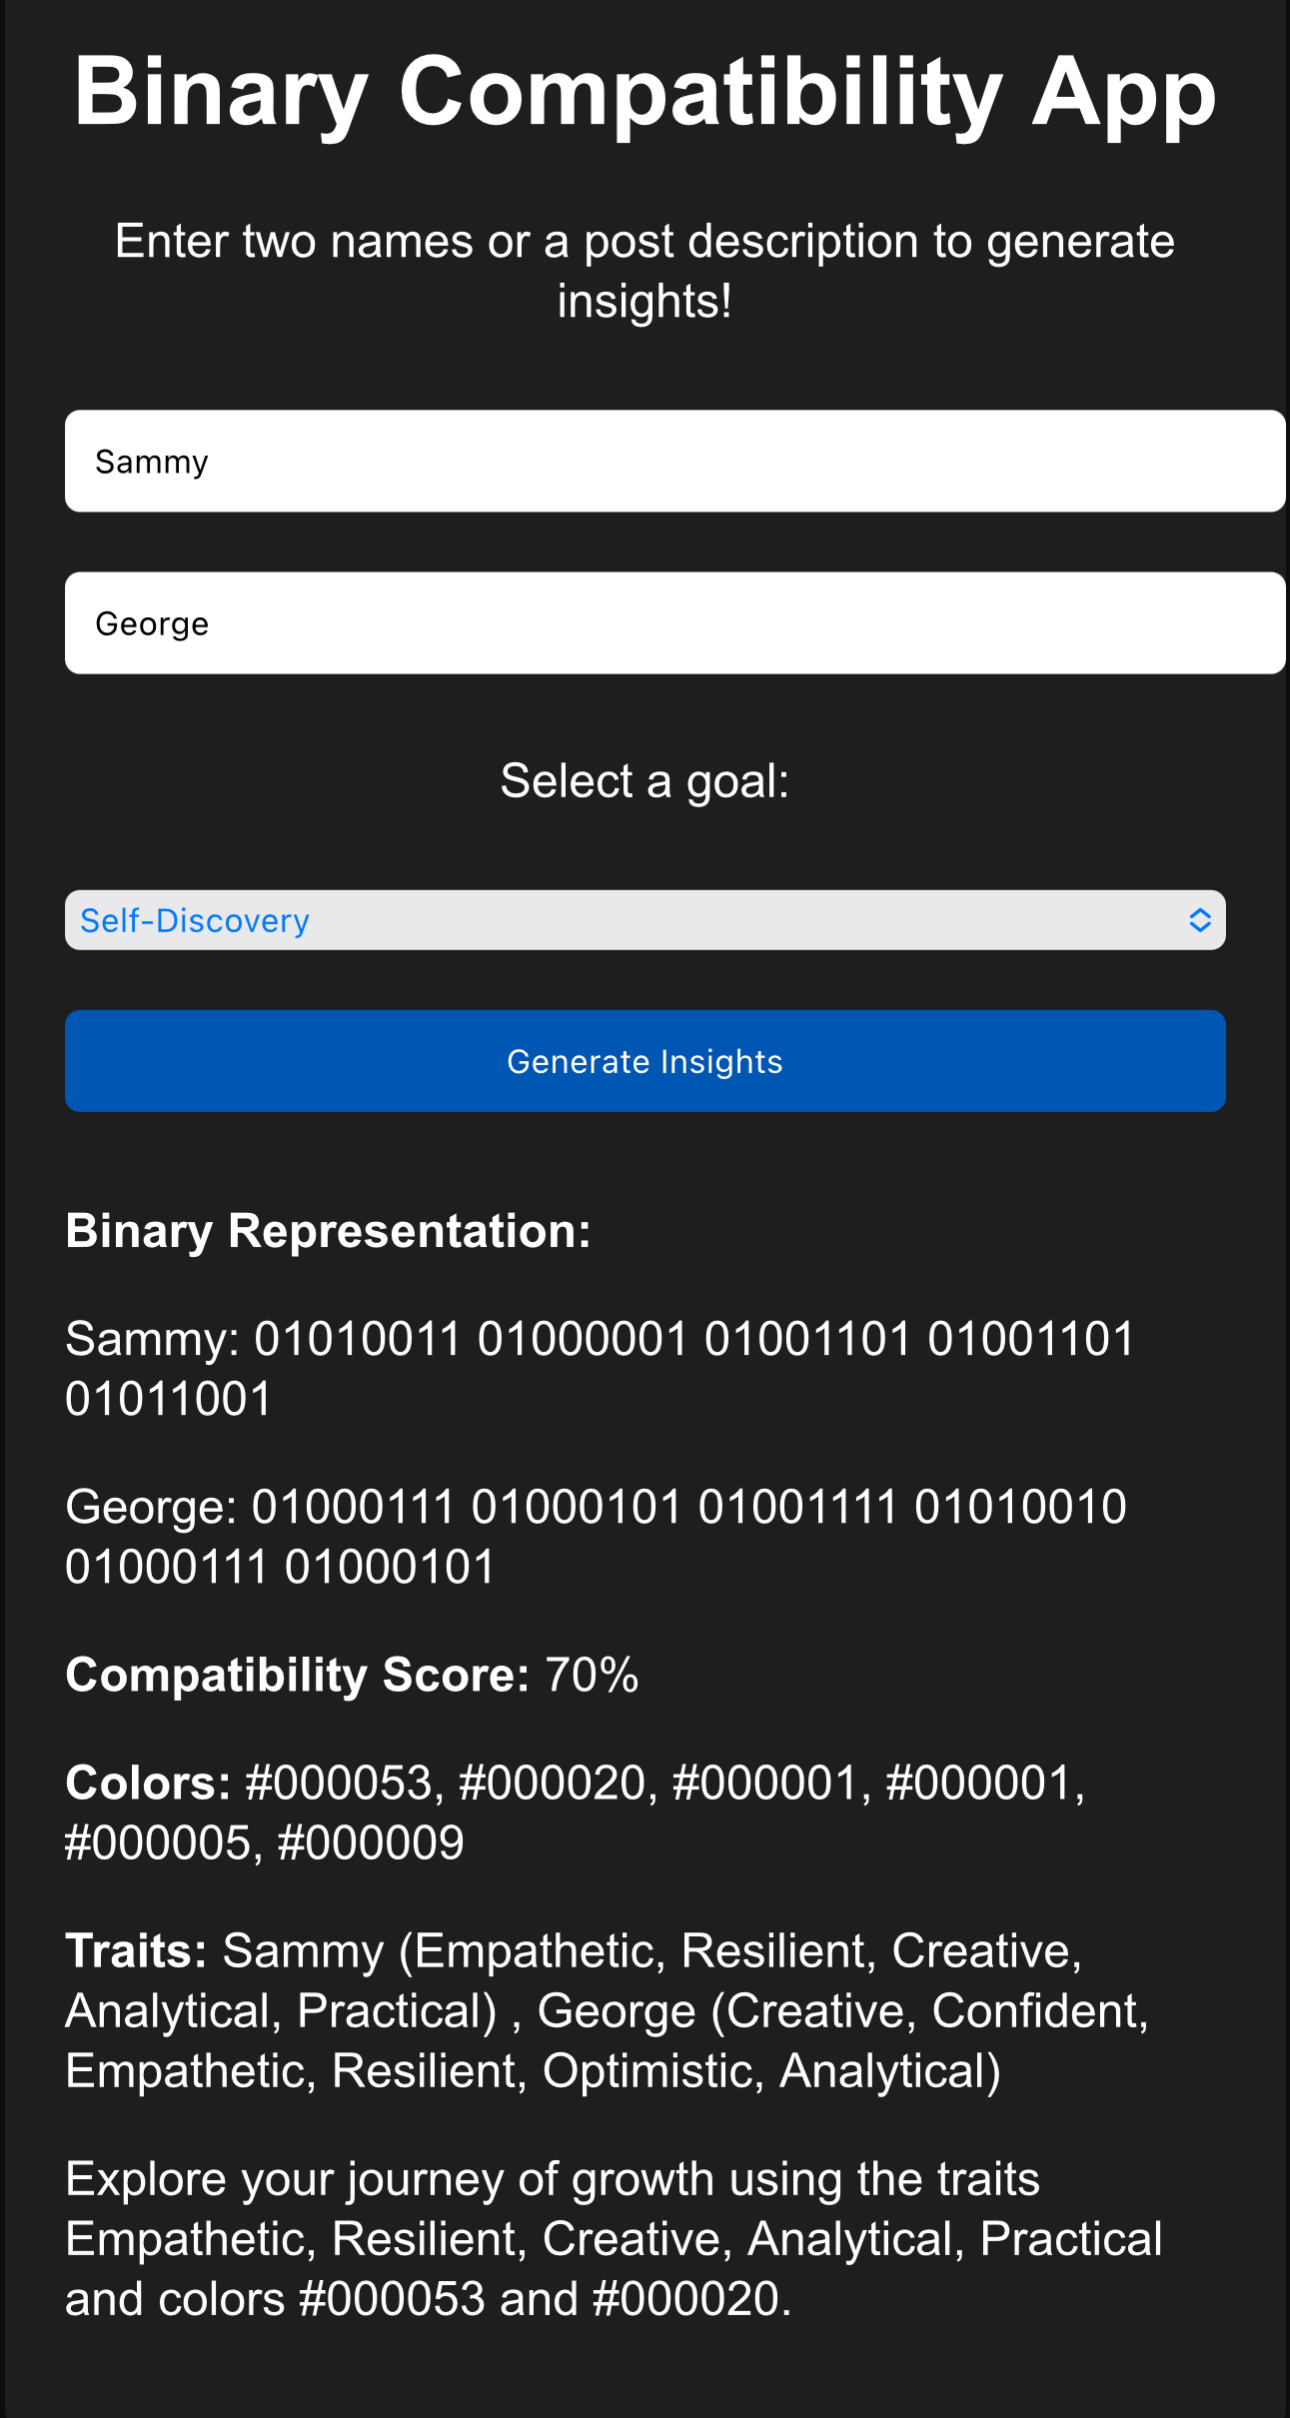 Binary Compatibility App
Enter two names or a post description to generate
insights!
Sammy
George
Select a goal:
Self-Discovery
Generate Insights
Binary Representation:
Sammy: 01010011 01000001 01001101 01001101
01011001
George: 01000111 01000101 01001111 01010010
01000111 01000101
Compatibility Score: 70%
Colors: #000053, #000020, #000001, #000001,
#000005, #000009
Traits: Sammy (Empathetic, Resilient, Creative,
Analytical, Practical) , George (Creative, Confident,
Empathetic, Resilient, Optimistic, Analytical)
Explore your journey of growth using the traits
Empathetic, Resilient, Creative, Analytical, Practical
and colors #000053 and #000020.